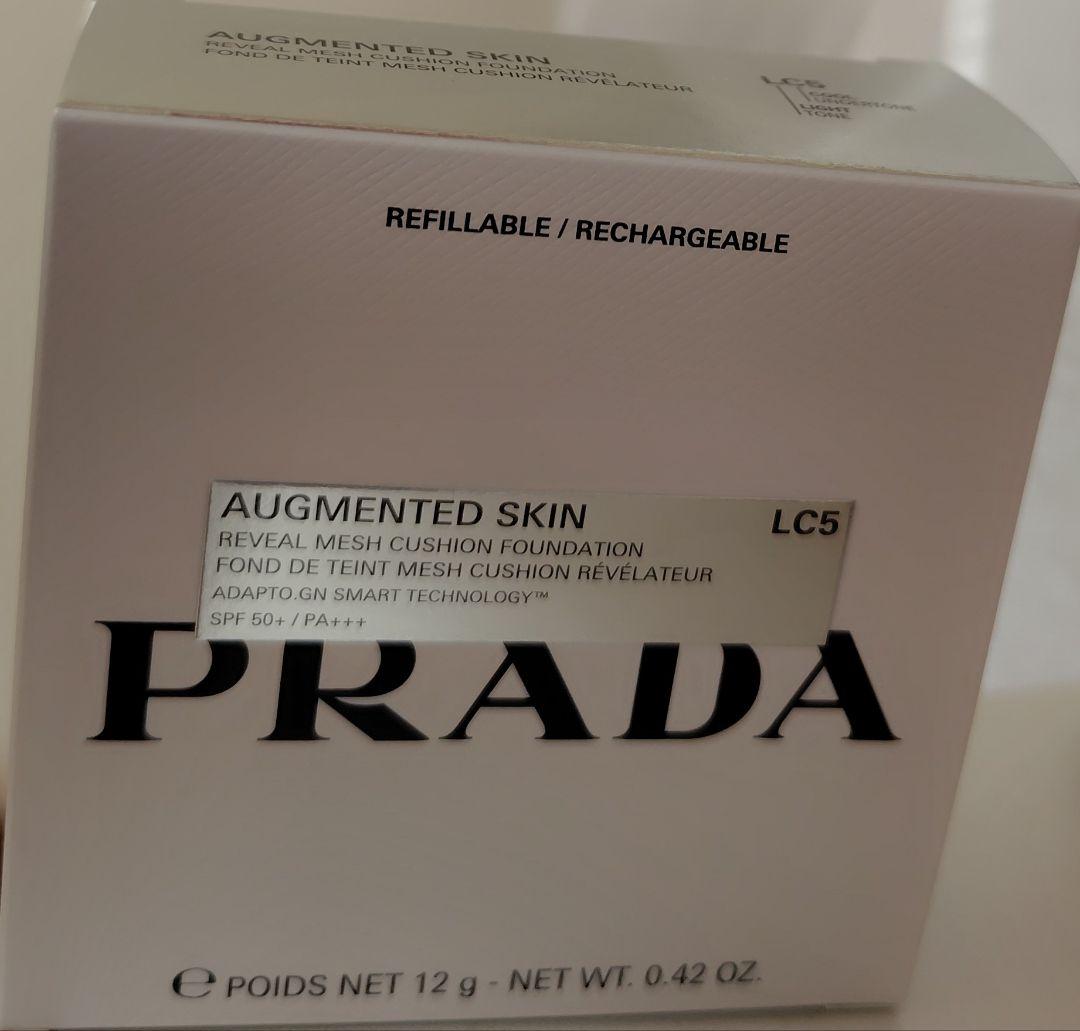 AUGMENTED SKIN
REVEAL MESH CUSHION FOUNDATION
FOND DE TEINT MESH CUSHION RÉVÉLATEUR
LC5
COOL
UNDERTONE
LIGHT
TONE
REFILLABLE / RECHARGEABLE
AUGMENTED SKIN LC5
REVEAL MESH CUSHION FOUNDATION
FOND DE TEINT MESH CUSHION RÉVÉLATEUR
ADAPTO.GN SMART TECHNOLOGY™
SPF 50+ / PA+++
PRADA
℮ POIDS NET 12 g - NET WT. 0.42 OZ.